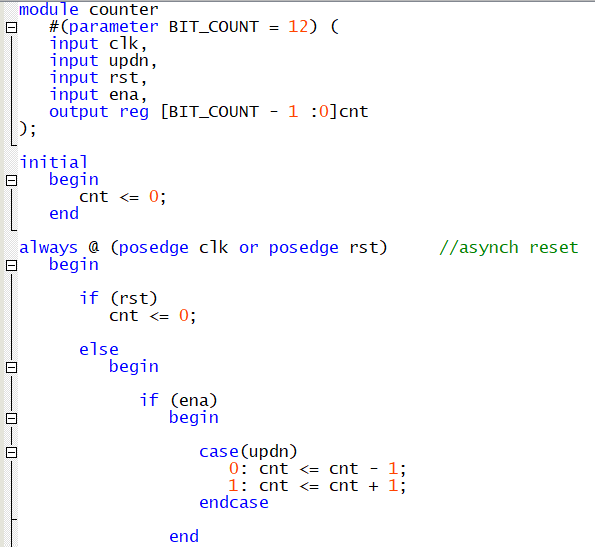 module counter
#(parameter BIT_COUNT = 12) (
input clk,
input updn,
input rst,
input ena,
output reg [BIT_COUNT - 1 :0]cnt
);
initial
begin
cnt <= 0;
end
always @ (posedge clk or posedge rst) //asynch reset
begin
if (rst)
cnt <= 0;
else
begin
if (ena)
begin
case(updn)
0: cnt <= cnt - 1;
1: cnt <= cnt + 1;
endcase
end